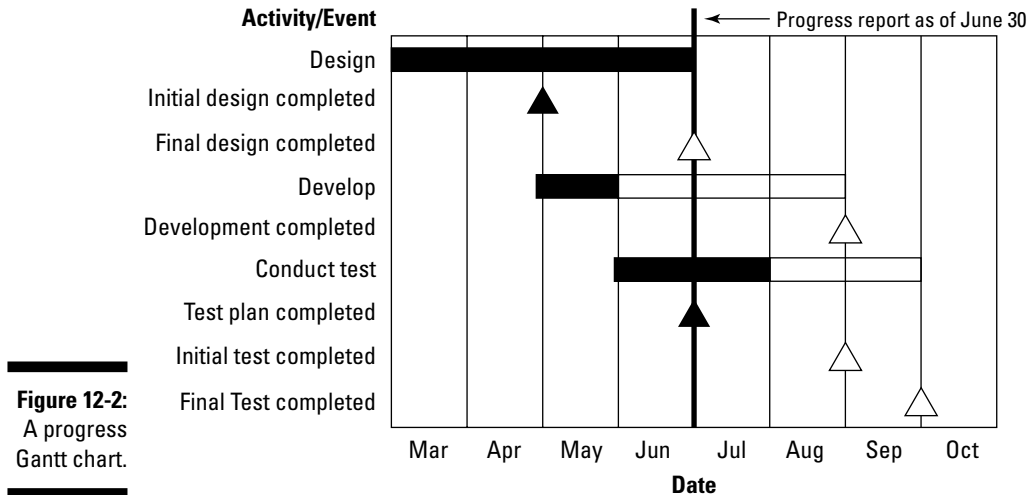 Activity/Event
Progress report as of June 30
Design
Initial design completed
Final design completed
Develop
Development completed
Conduct test
Test plan completed
Initial test completed
Final Test completed
Mar Apr May Jun Jul Aug Sep Oct
Date
Figure 12-2:
A progress
Gantt chart.